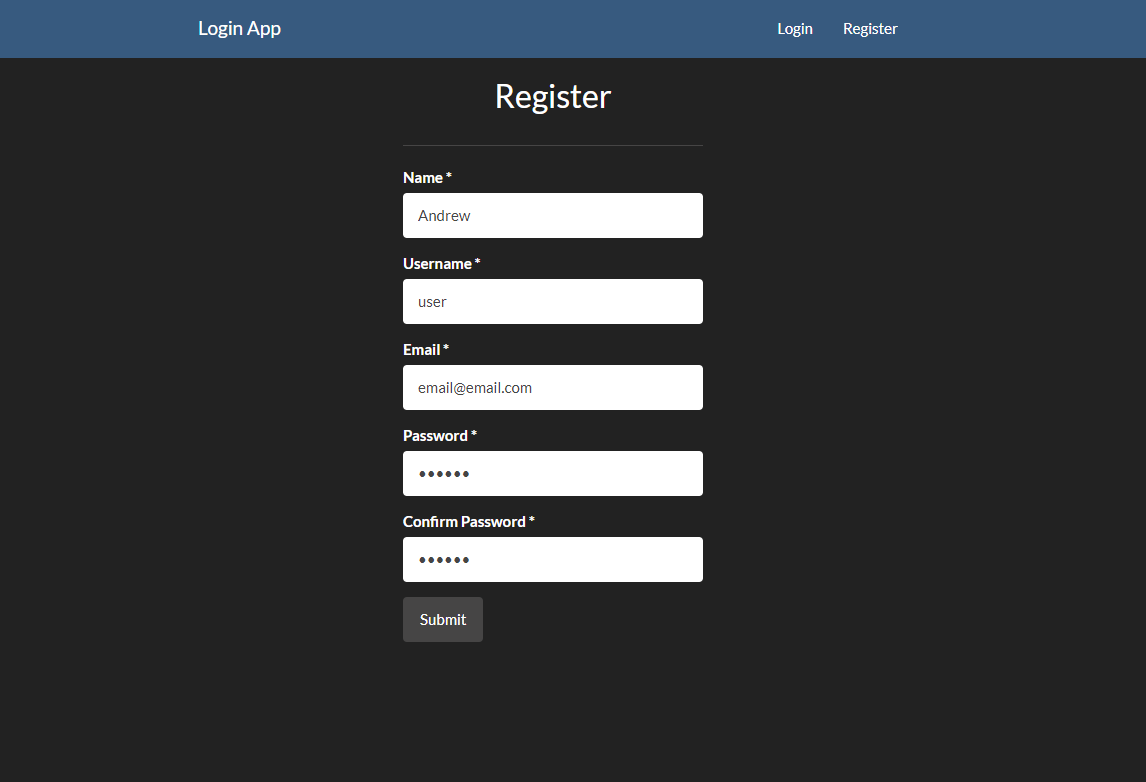 Login App Login Register
Register
Name *
Andrew
Username *
user
Email *
email@email.com
Password *
••••••
Confirm Password *
••••••
Submit